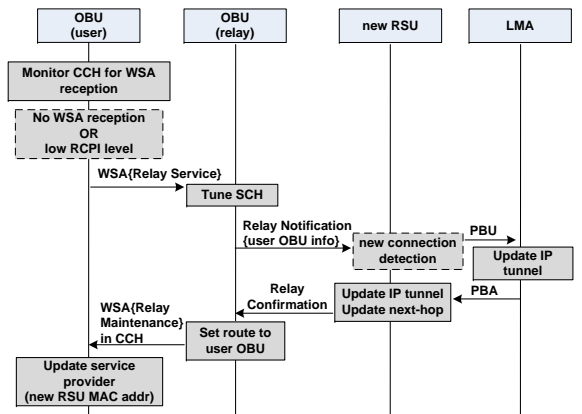 OBU
(user)
OBU
(relay)
new RSU
LMA
Monitor CCH for WSA
reception
No WSA reception
OR
low RCPI level
WSA{Relay Service}
Tune SCH
Relay Notification
{user OBU info}
new connection
detection
PBU
Update IP
tunnel
PBA
Update IP tunnel
Update next-hop
Relay
Confirmation
Set route to
user OBU
WSA{Relay
Maintenance}
in CCH
Update service
provider
(new RSU MAC addr)